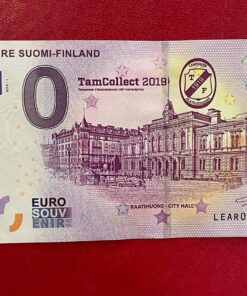 RE SUOMI-FINLAND
TamCollect 2019
0
T F
RAATIHUONE - CITY HALL
EURO
SOUV
ENIR
LEARO